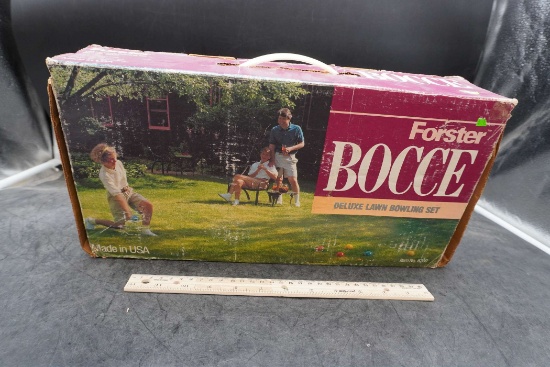 Forster
BOCCE
DELUXE LAWN BOWLING SET
Made in USA